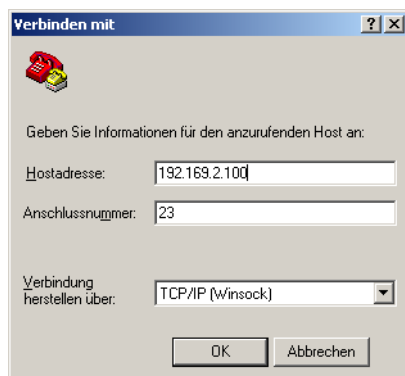 Verbinden mit
Geben Sie Informationen für den anzurufenden Host an:
Hostadresse: 192.169.2.100
Anschlussnummer: 23
Verbindung
herstellen über: TCP/IP (Winsock)
OK Abbrechen